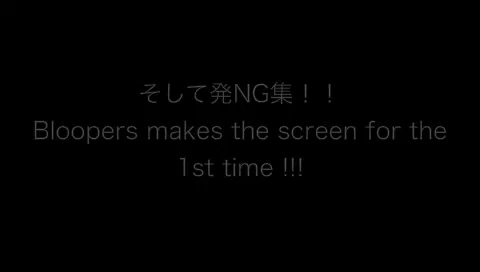 そして発NG集！！
Bloopers makes the screen for the
1st time !!!